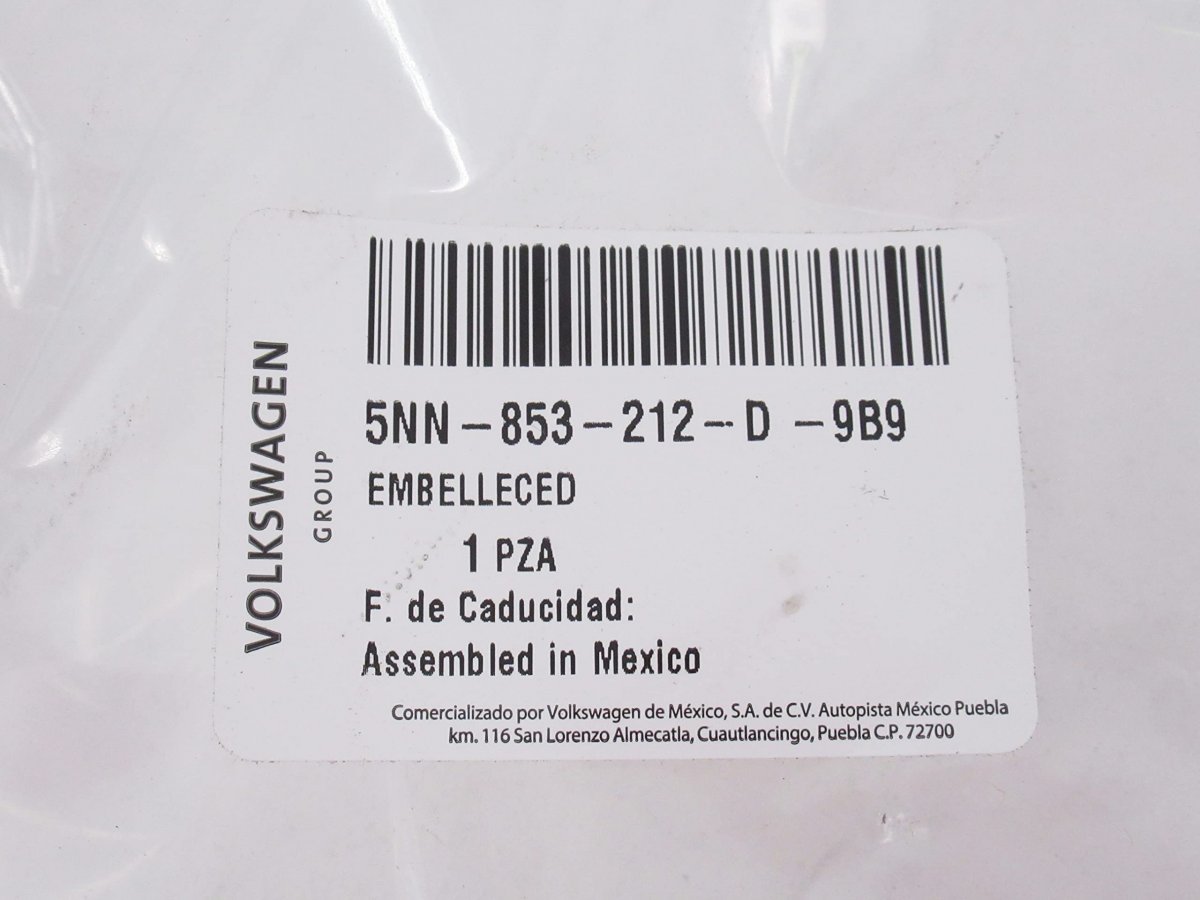 VOLKSWAGEN
GROUP
5NN-853-212-D -9B9
EMBELLECED
1 PZA
F. de Caducidad:
Assembled in Mexico
Comercializado por Volkswagen de México, S.A. de C.V. Autopista México Puebla
km. 116 San Lorenzo Almecatla, Cuautlancingo, Puebla C.P. 72700